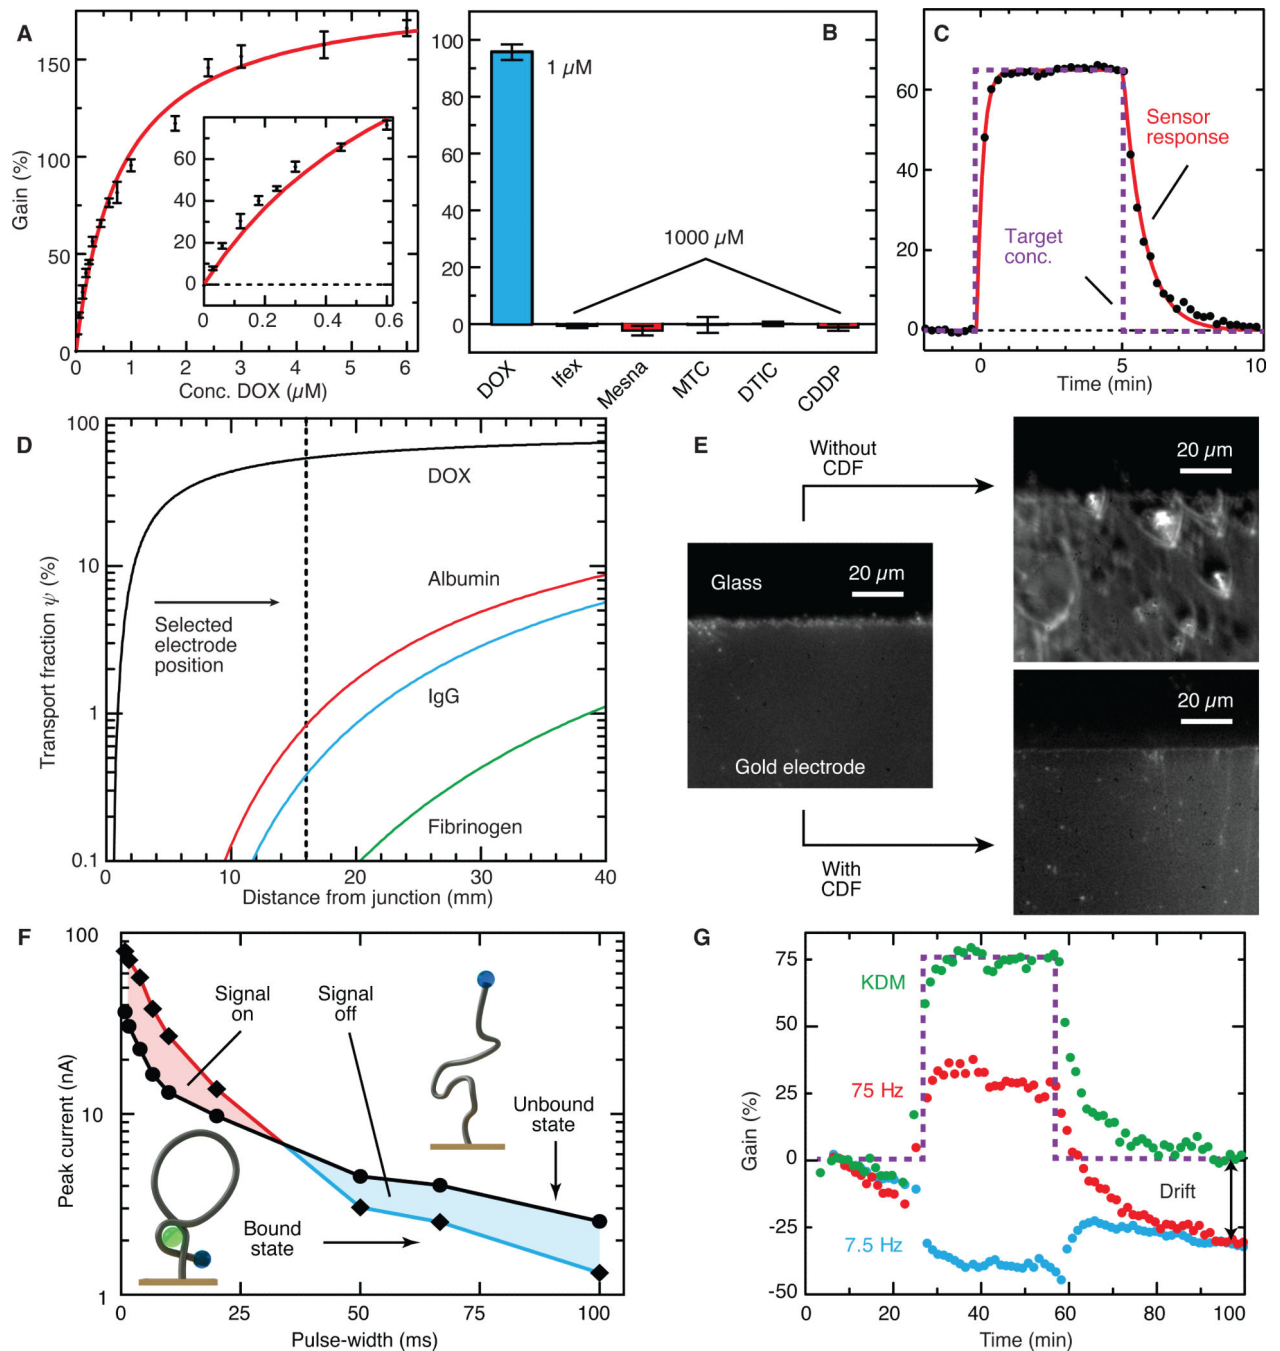 A
Gain (%)
150
100
50
0
60
40
20
0
0
0.2
0.4
0.6
0
1
2
3
4
5
6
Conc. DOX (µM)
B
100
80
60
40
20
0
1 µM
1000 µM
DOX
Ifex
Mesna
MTC
DTIC
CDDP
C
60
40
20
0
Sensor
response
Target
conc.
0
5
10
Time (min)
D
Transport fraction ψ (%)
100
10
1
0.1
DOX
Albumin
Selected
electrode
position
IgG
Fibrinogen
10
20
30
40
Distance from junction (mm)
E
Without
CDF
20 µm
Glass
20 µm
Gold electrode
20 µm
With
CDF
F
Peak current (nA)
100
10
1
Signal
on
Signal
off
Unbound
state
Bound
state
0
25
50
75
100
Pulse-width (ms)
G
Gain (%)
75
50
25
0
-25
-50
KDM
75 Hz
7.5 Hz
Drift
0
20
40
60
80
100
Time (min)